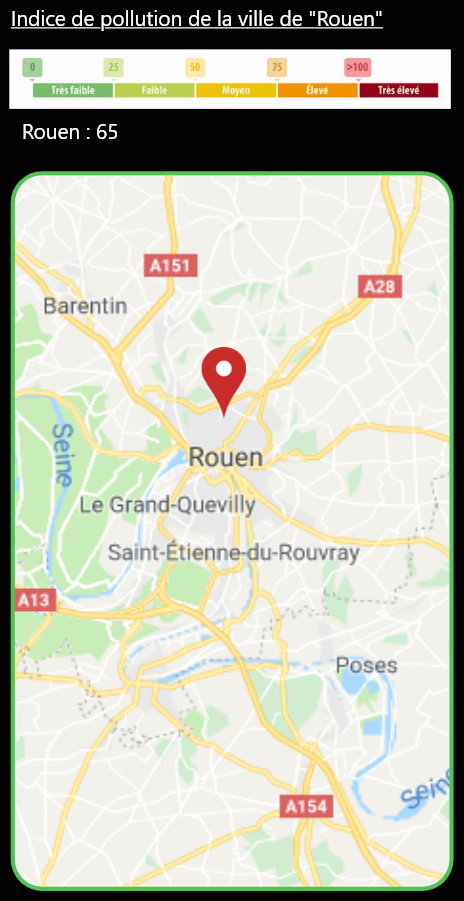 Indice de pollution de la ville de "Rouen"
0 25 50 75 >100
Très faible Faible Moyen Élevé Très élevé
Rouen : 65
A151
A28
Barentin
Seine
Rouen
Le Grand-Quevilly
Saint-Étienne-du-Rouvray
A13
Poses
Seine
A154